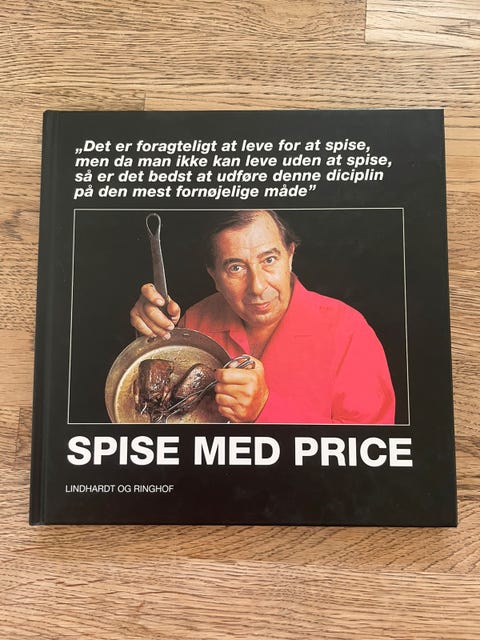 „Det er foragteligt at leve for at spise,
men da man ikke kan leve uden at spise,
så er det bedst at udføre denne diciplin
på den mest fornøjelige måde”
SPISE MED PRICE
LINDHARDT OG RINGHOF